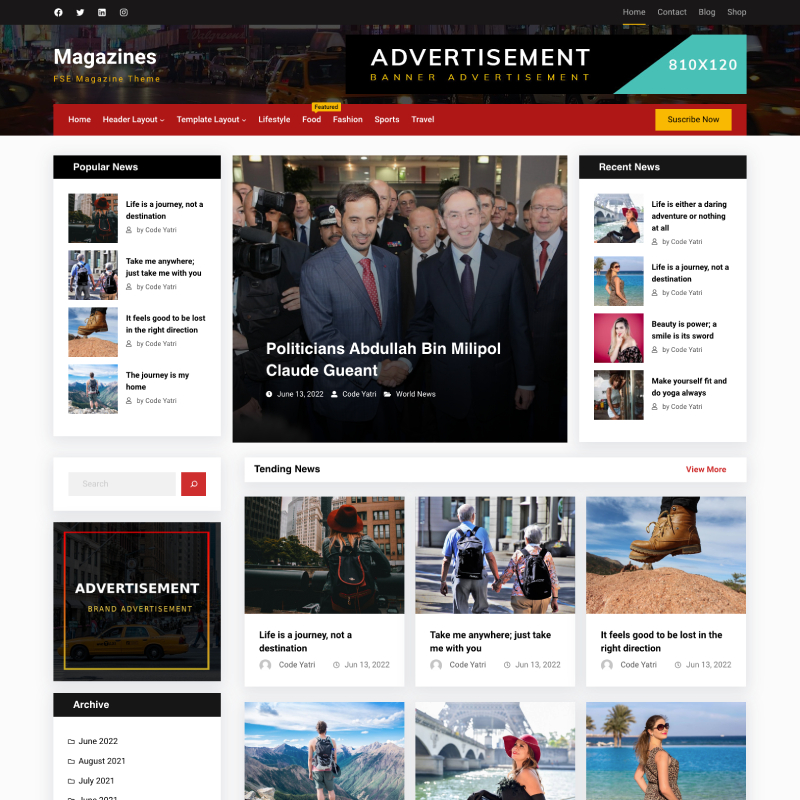 Home Contact Blog Shop
Magazines
FSE Magazine Theme
ADVERTISEMENT
BANNER ADVERTISEMENT
810X120
Featured
Home Header Layout Template Layout Lifestyle Food Fashion Sports Travel
Suscribe Now
Popular News
Life is a journey, not a
destination
by Code Yatri
Take me anywhere;
just take me with you
by Code Yatri
It feels good to be lost
in the right direction
by Code Yatri
The journey is my
home
by Code Yatri
Politicians Abdullah Bin Milipol
Claude Gueant
June 13, 2022 Code Yatri World News
Recent News
Life is either a daring
adventure or nothing
at all
by Code Yatri
Life is a journey, not a
destination
by Code Yatri
Beauty is power; a
smile is its sword
by Code Yatri
Make yourself fit and
do yoga always
by Code Yatri
Search
ADVERTISEMENT
BRAND ADVERTISEMENT
Archive
June 2022
August 2021
July 2021
June 2021
Tending News
View More
Life is a journey, not a
destination
Code Yatri Jun 13, 2022
Take me anywhere; just take
me with you
Code Yatri Jun 13, 2022
It feels good to be lost in the
right direction
Code Yatri Jun 13, 2022